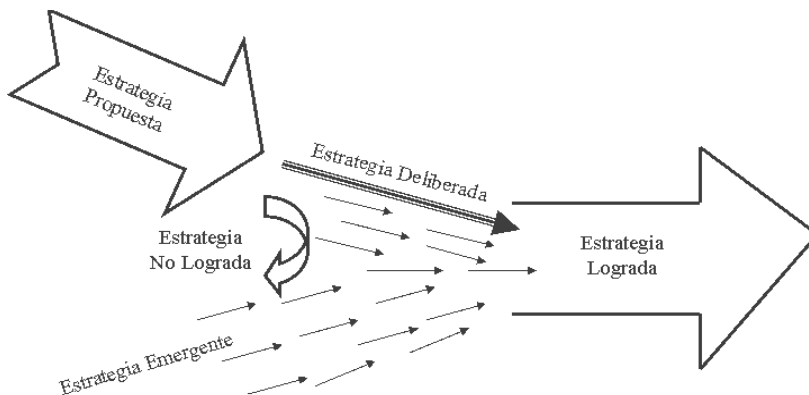 Estrategia
Propuesta
Estrategia Deliberada
Estrategia
No Lograda
Estrategia
Lograda
Estrategia Emergente